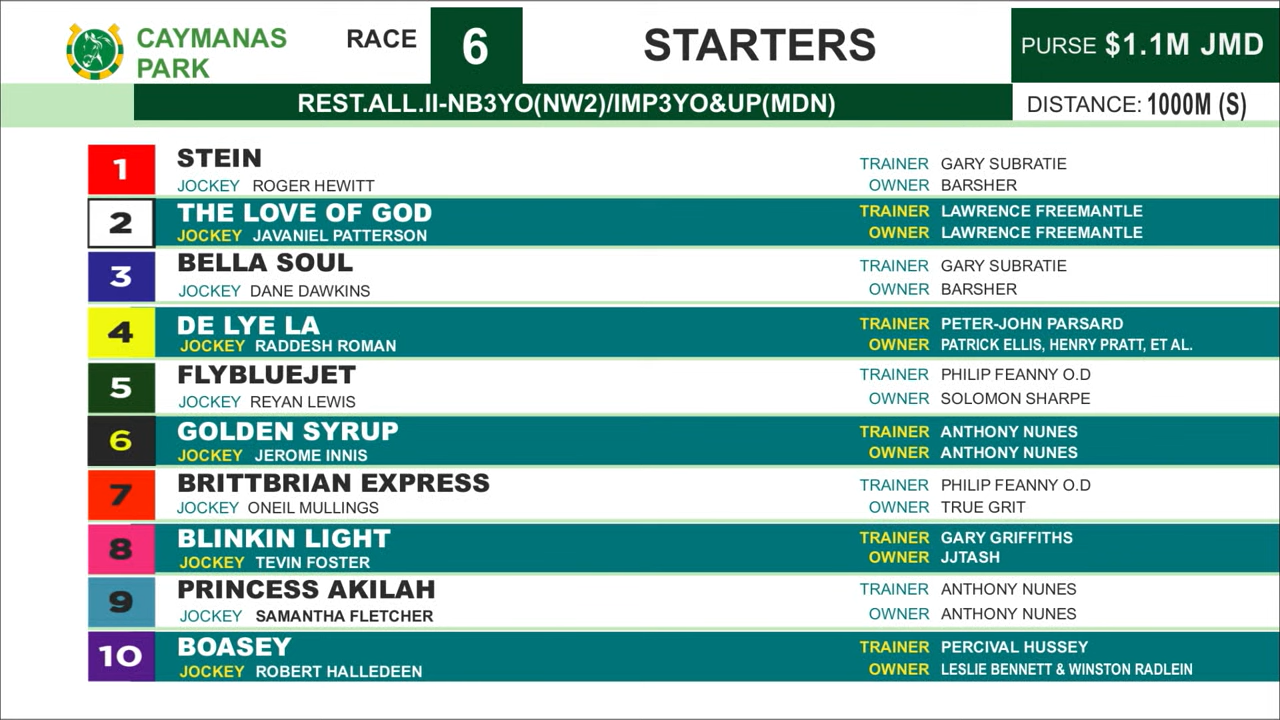 CAYMANAS PARK
RACE 6 STARTERS PURSE $1.1M JMD
REST.ALL.II-NB3YO(NW2)/IMP3YO&UP(MDN) DISTANCE: 1000M (S)
1 STEIN TRAINER GARY SUBRATIE
JOCKEY ROGER HEWITT OWNER BARSHER
2 THE LOVE OF GOD TRAINER LAWRENCE FREEMANTLE
JOCKEY JAVANIEL PATTERSON OWNER LAWRENCE FREEMANTLE
3 BELLA SOUL TRAINER GARY SUBRATIE
JOCKEY DANE DAWKINS OWNER BARSHER
4 DE LYE LA TRAINER PETER-JOHN PARSARD
JOCKEY RADDESH ROMAN OWNER PATRICK ELLIS, HENRY PRATT, ET AL.
5 FLYBLUEJET TRAINER PHILIP FEANNY O.D
JOCKEY REYAN LEWIS OWNER SOLOMON SHARPE
6 GOLDEN SYRUP TRAINER ANTHONY NUNES
JOCKEY JEROME INNIS OWNER ANTHONY NUNES
7 BRITTBRIAN EXPRESS TRAINER PHILIP FEANNY O.D
JOCKEY ONEIL MULLINGS OWNER TRUE GRIT
8 BLINKIN LIGHT TRAINER GARY GRIFFITHS
JOCKEY TEVIN FOSTER OWNER JJTASH
9 PRINCESS AKILAH TRAINER ANTHONY NUNES
JOCKEY SAMANTHA FLETCHER OWNER ANTHONY NUNES
10 BOASEY TRAINER PERCIVAL HUSSEY
JOCKEY ROBERT HALLEDEEN OWNER LESLIE BENNETT & WINSTON RADLEIN